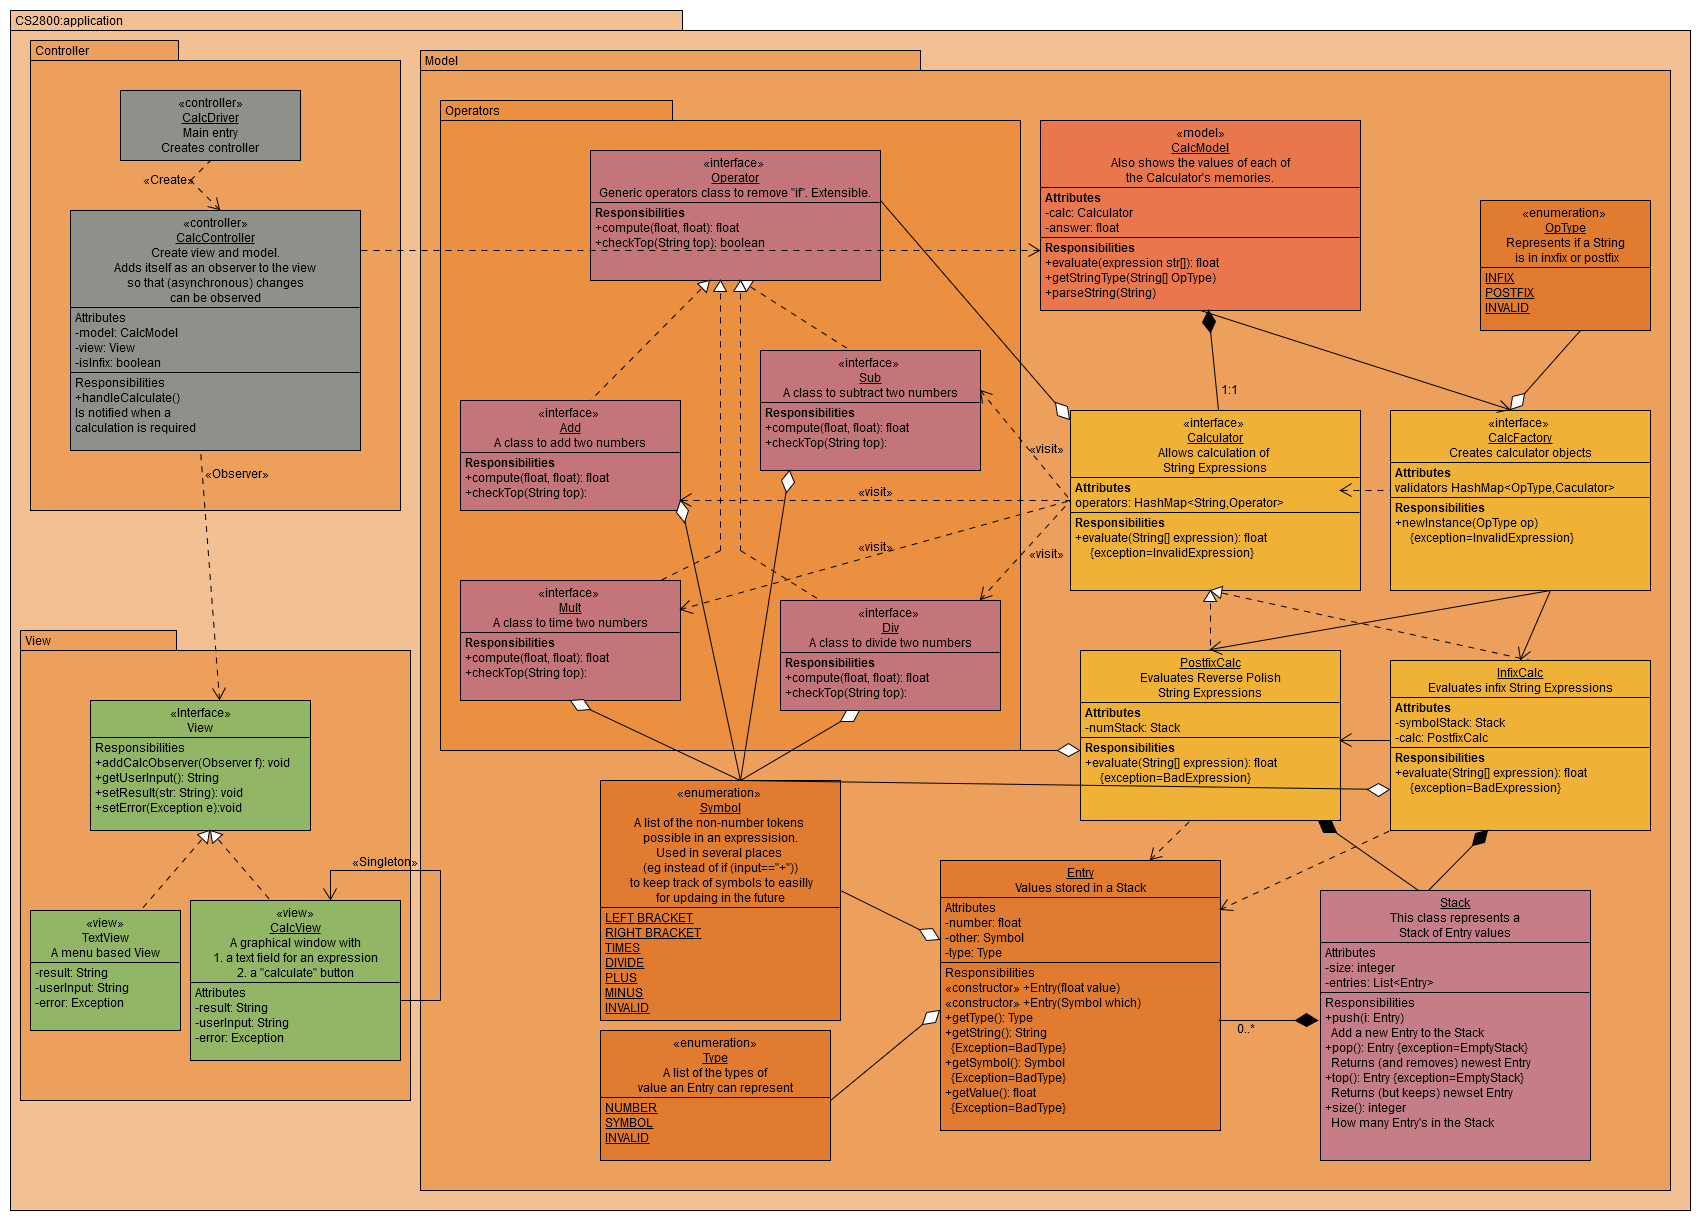 CS2800:application
Controller
«controller»
CalcDriver
Main entry
Creates controller
«Create»
«controller»
CalcController
Create view and model.
Adds itself as an observer to the view
so that (asynchronous) changes
can be observed
Attributes
-model: CalcModel
-view: View
-isInfix: boolean
Responsibilities
+handleCalculate()
Is notified when a
calculation is required
«Observer»
View
«Interface»
View
Responsibilities
+addCalcObserver(Observer f): void
+getUserInput(): String
+setResult(str: String): void
+setError(Exception e):void
«Singleton»
«view»
TextView
A menu based View
-result: String
-userInput: String
-error: Exception
«view»
CalcView
A graphical window with
1. a text field for an expression
2. a "calculate" button
Attributes
-result: String
-userInput: String
-error: Exception
Model
Operators
«interface»
Operator
Generic operators class to remove "if". Extensible.
Responsibilities
+compute(float, float): float
+checkTop(String top): boolean
«interface»
Sub
A class to subtract two numbers
Responsibilities
+compute(float, float): float
+checkTop(String top):
«interface»
Add
A class to add two numbers
Responsibilities
+compute(float, float): float
+checkTop(String top):
«interface»
Mult
A class to time two numbers
Responsibilities
+compute(float, float): float
+checkTop(String top):
«interface»
Div
A class to divide two numbers
Responsibilities
+compute(float, float): float
+checkTop(String top):
«visit»
«visit»
«visit»
«visit»
«model»
CalcModel
Also shows the values of each of
the Calculator's memories.
Attributes
-calc: Calculator
-answer: float
Responsibilities
+evaluate(expression str[]): float
+getStringType(String[] OpType)
+parseString(String)
1:1
«enumeration»
OpType
Represents if a String
is in inxfix or postfix
INFIX
POSTFIX
INVALID
«interface»
Calculator
Allows calculation of
String Expressions
Attributes
operators: HashMap<String,Operator>
Responsibilities
+evaluate(String[] expression): float
{exception=InvalidExpression}
«interface»
CalcFactory
Creates calculator objects
Attributes
validators HashMap<OpType,Caculator>
Responsibilities
+newInstance(OpType op)
{exception=InvalidExpression}
PostfixCalc
Evaluates Reverse Polish
String Expressions
Attributes
-numStack: Stack
Responsibilities
+evaluate(String[] expression): float
{exception=BadExpression}
InfixCalc
Evaluates infix String Expressions
Attributes
-symbolStack: Stack
-calc: PostfixCalc
Responsibilities
+evaluate(String[] expression): float
{exception=BadExpression}
«enumeration»
Symbol
A list of the non-number tokens
possible in an expressision.
Used in several places
(eg instead of if (input=="+"))
to keep track of symbols to easilly
for updaing in the future
LEFT BRACKET
RIGHT BRACKET
TIMES
DIVIDE
PLUS
MINUS
INVALID
«enumeration»
Type
A list of the types of
value an Entry can represent
NUMBER
SYMBOL
INVALID
Entry
Values stored in a Stack
Attributes
-number: float
-other: Symbol
-type: Type
Responsibilities
«constructor» +Entry(float value)
«constructor» +Entry(Symbol which)
+getType(): Type
+getString(): String
{Exception=BadType}
+getSymbol(): Symbol
{Exception=BadType}
+getValue(): float
{Exception=BadType}
0..*
Stack
This class represents a
Stack of Entry values
Attributes
-size: integer
-entries: List<Entry>
Responsibilities
+push(i: Entry)
Add a new Entry to the Stack
+pop(): Entry {exception=EmptyStack}
Returns (and removes) newest Entry
+top(): Entry {exception=EmptyStack}
Returns (but keeps) newset Entry
+size(): integer
How many Entry's in the Stack